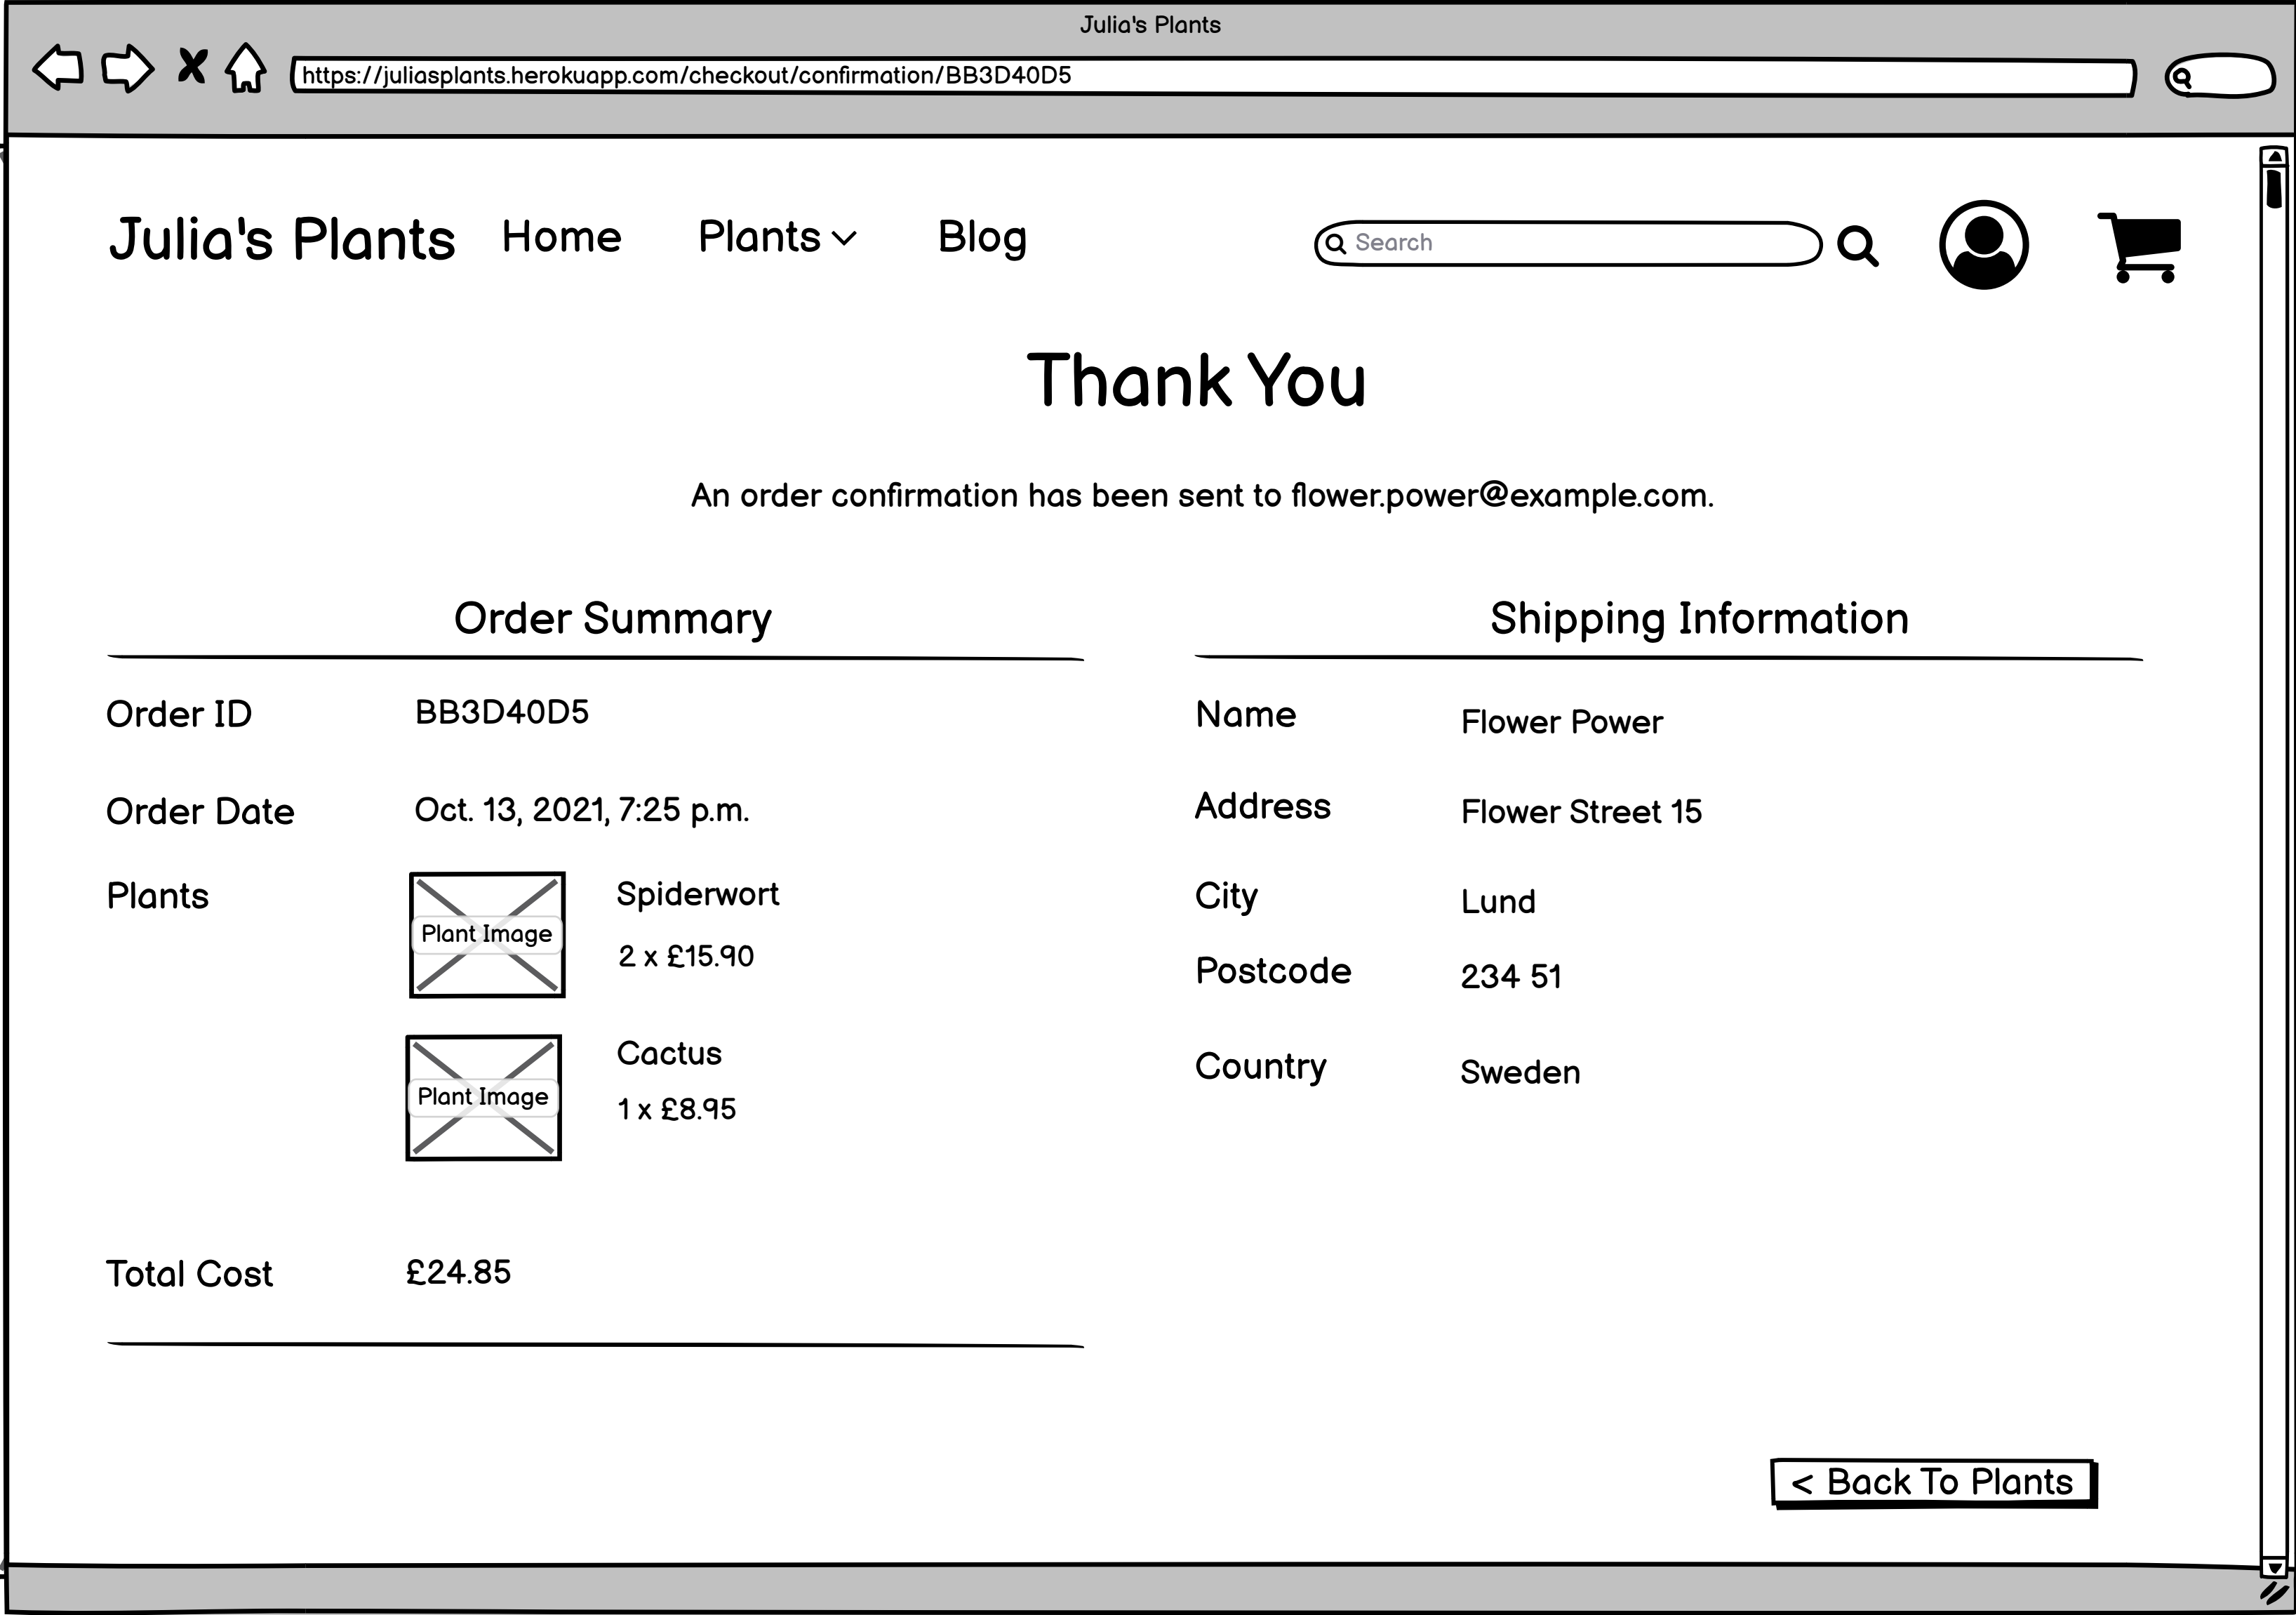 Julia's Plants
https://juliasplants.herokuapp.com/checkout/confirmation/BB3D40D5
Julia's Plants Home Plants Blog Search
Thank You
An order confirmation has been sent to flower.power@example.com.
Order Summary
Order ID BB3D40D5
Order Date Oct. 13, 2021, 7:25 p.m.
Plants
Plant Image
Spiderwort
2 x £15.90
Plant Image
Cactus
1 x £8.95
Total Cost £24.85
Shipping Information
Name Flower Power
Address Flower Street 15
City Lund
Postcode 234 51
Country Sweden
< Back To Plants